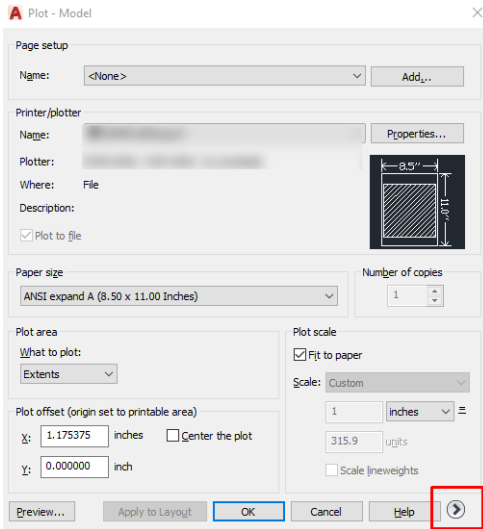 Plot - Model
Page setup
Name: <None> Add...
Printer/plotter
Name: Properties...
Plotter:
Where: File
Description:
Plot to file
8.5"
11.0"
Paper size
ANSI expand A (8.50 x 11.00 Inches)
Number of copies
1
Plot area
What to plot:
Extents
Plot offset (origin set to printable area)
X: 1.175375 inches Center the plot
Y: 0.000000 inch
Plot scale
Fit to paper
Scale: Custom
1 inches =
315.9 units
Scale lineweights
Preview... Apply to Layout OK Cancel Help